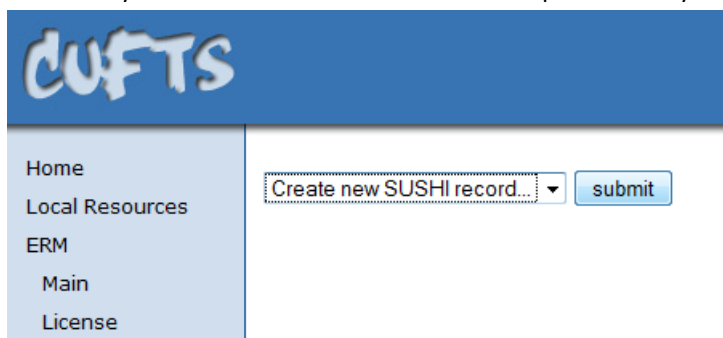 CUFTS
Home
Local Resources
ERM
Main
License
Create new SUSHI record...
submit